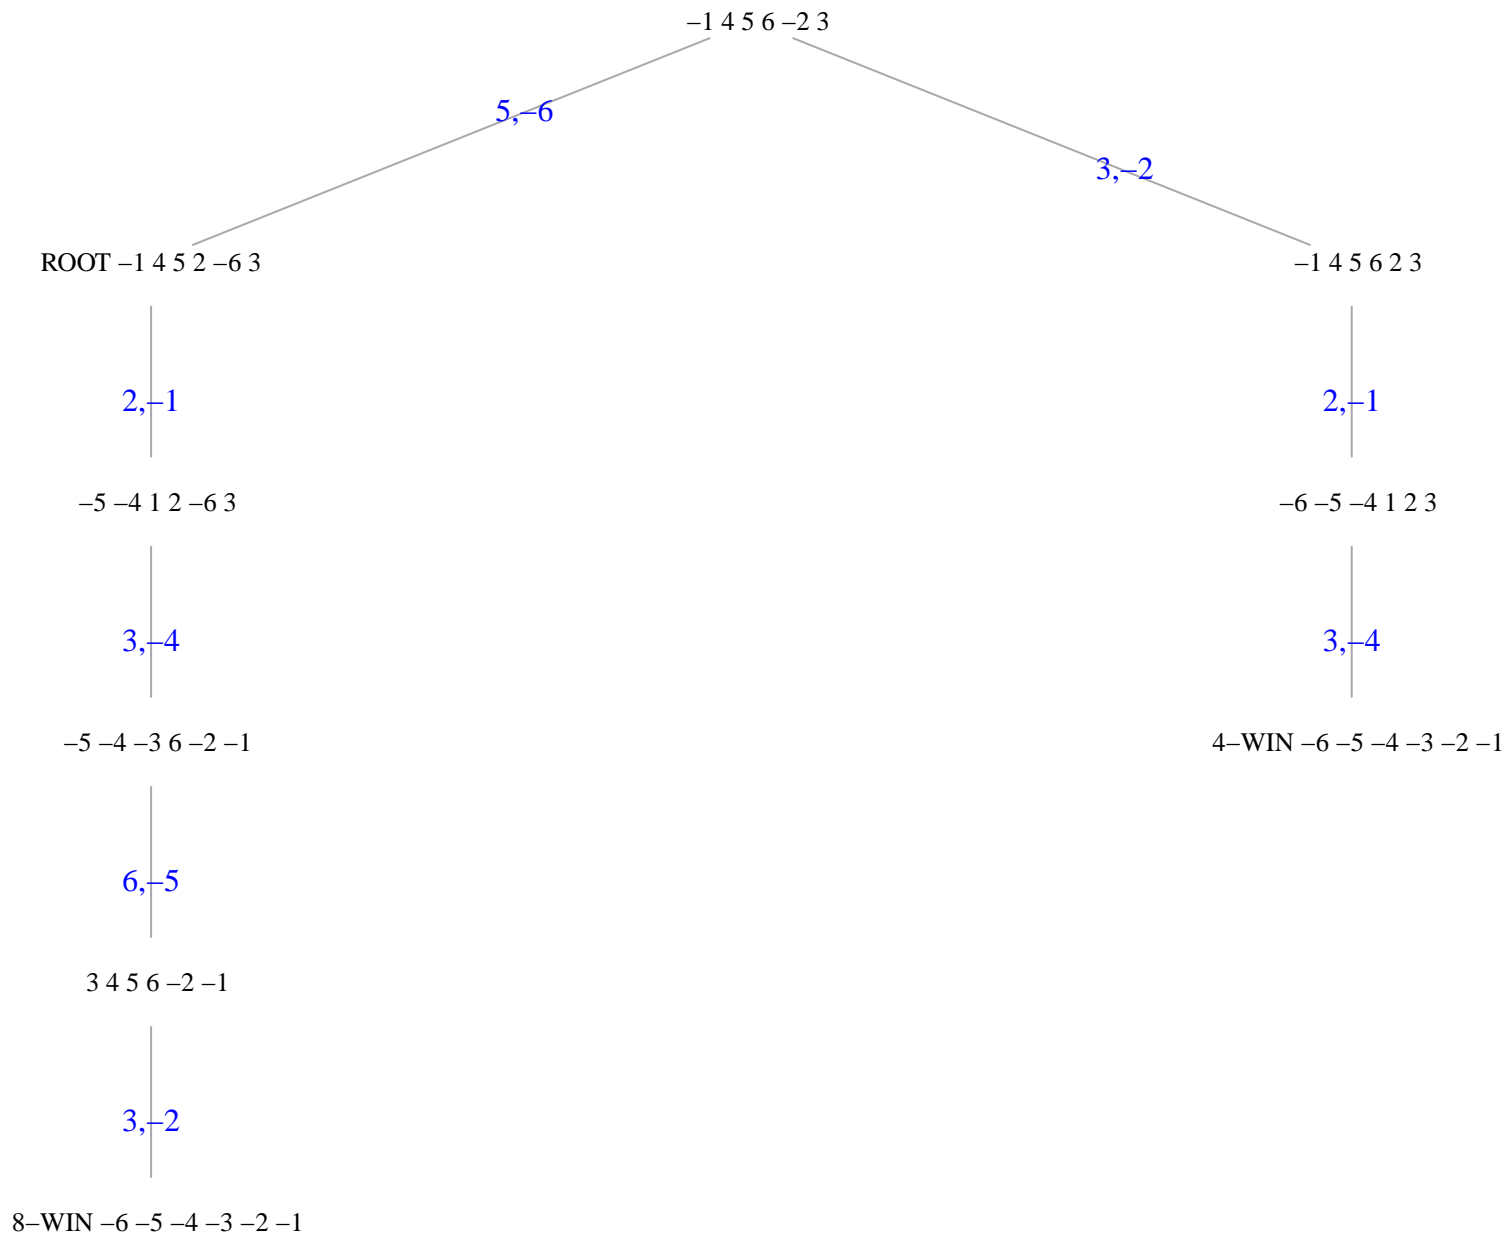 –1 4 5 6 –2 3
5,–6
3,–2
ROOT –1 4 5 2 –6 3
–1 4 5 6 2 3
2,–1
2,–1
–5 –4 1 2 –6 3
–6 –5 –4 1 2 3
3,–4
3,–4
–5 –4 –3 6 –2 –1
4–WIN –6 –5 –4 –3 –2 –1
6,–5
3 4 5 6 –2 –1
3,–2
8–WIN –6 –5 –4 –3 –2 –1